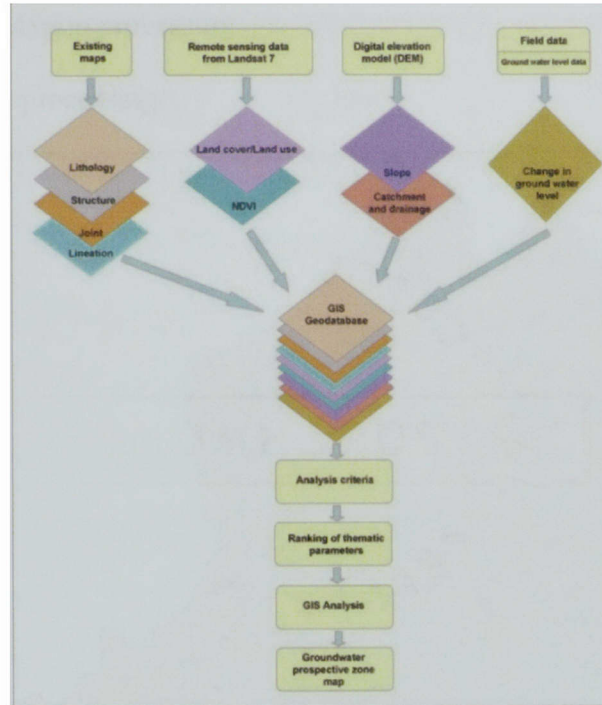 Existing
maps
Remote sensing data
from Landsat 7
Digital elevation
model (DEM)
Field data
Ground water level data
Lithology
Structure
Joint
Lineation
Land cover/Land use
NDVI
Slope
Catchment
and drainage
Change in
ground water
level
GIS
Geodatabase
Analysis criteria
Ranking of thematic
parameters
GIS Analysis
Groundwater
prospective zone
map